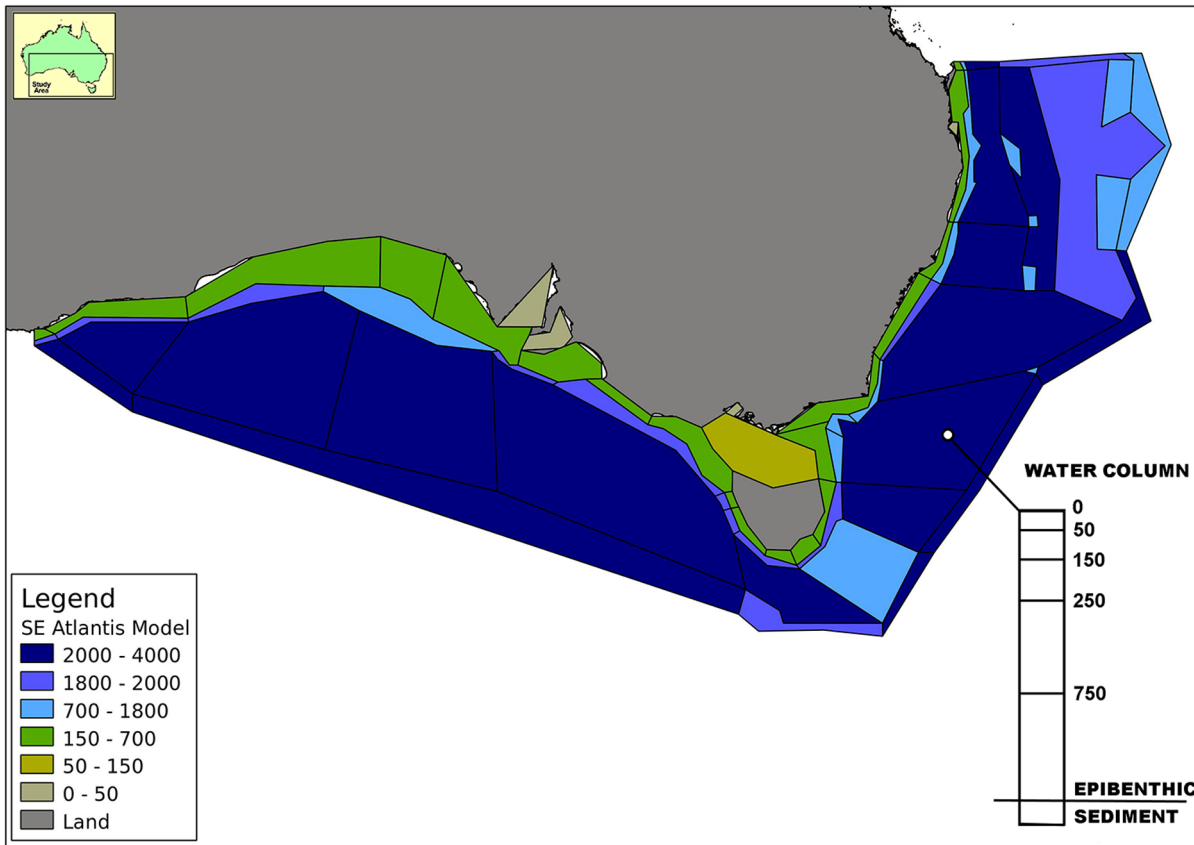 Study
Area
WATER COLUMN
0
50
150
250
750
EPIBENTHIC
SEDIMENT
Legend
SE Atlantis Model
2000 - 4000
1800 - 2000
700 - 1800
150 - 700
50 - 150
0 - 50
Land